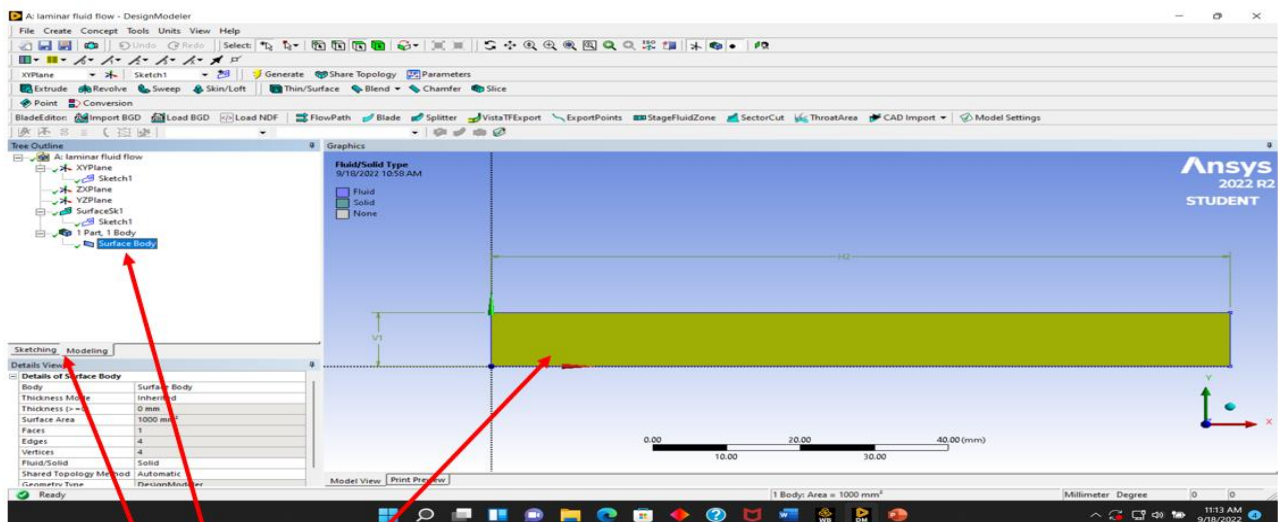 A: laminar fluid flow - DesignModeler
File Create Concept Tools Units View Help
Undo Redo Select:
XYPlane Sketch1 Generate Share Topology Parameters
Extrude Revolve Sweep Skin/Loft Thin/Surface Blend Chamfer Slice
Point Conversion
BladeEditor: Import BGD Load BGD Load NDF FlowPath Blade Splitter VistaTFExport ExportPoints StageFluidZone SectorCut ThroatArea CAD Import Model Settings
Tree Outline
A: laminar fluid flow
XYPlane
Sketch1
ZXPlane
YZPlane
SurfaceSk1
Sketch1
1 Part, 1 Body
Surface Body
Sketching Modeling
Details View
Details of Surface Body
Body Surface Body
Thickness Mode Inherited
Thickness (>=0) 0 mm
Surface Area 1000 mm²
Faces 1
Edges 4
Vertices 4
Fluid/Solid Solid
Shared Topology Method Automatic
Geometry Type DesignModeler
Graphics
Fluid/Solid Type
9/18/2022 10:58 AM
Fluid
Solid
None
Ansys
2022 R2
STUDENT
H2
V1
Y
X
0.00 20.00 40.00 (mm)
10.00 30.00
Model View Print Preview
Ready 1 Body: Area = 1000 mm² Millimeter Degree 0 0
WB DM
11:13 AM
9/18/2022